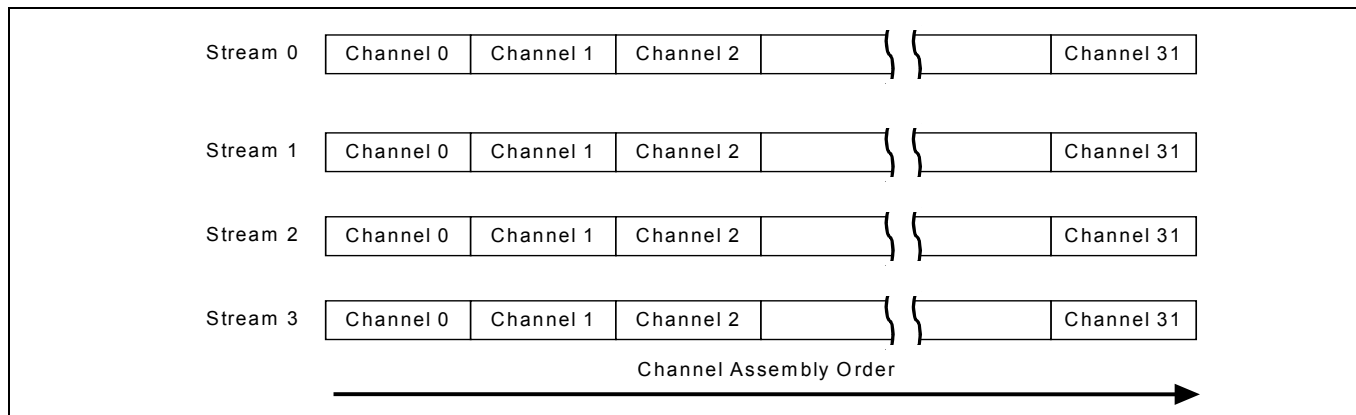 Stream 0 Channel 0 Channel 1 Channel 2 Channel 31
Stream 1 Channel 0 Channel 1 Channel 2 Channel 31
Stream 2 Channel 0 Channel 1 Channel 2 Channel 31
Stream 3 Channel 0 Channel 1 Channel 2 Channel 31
Channel Assembly Order